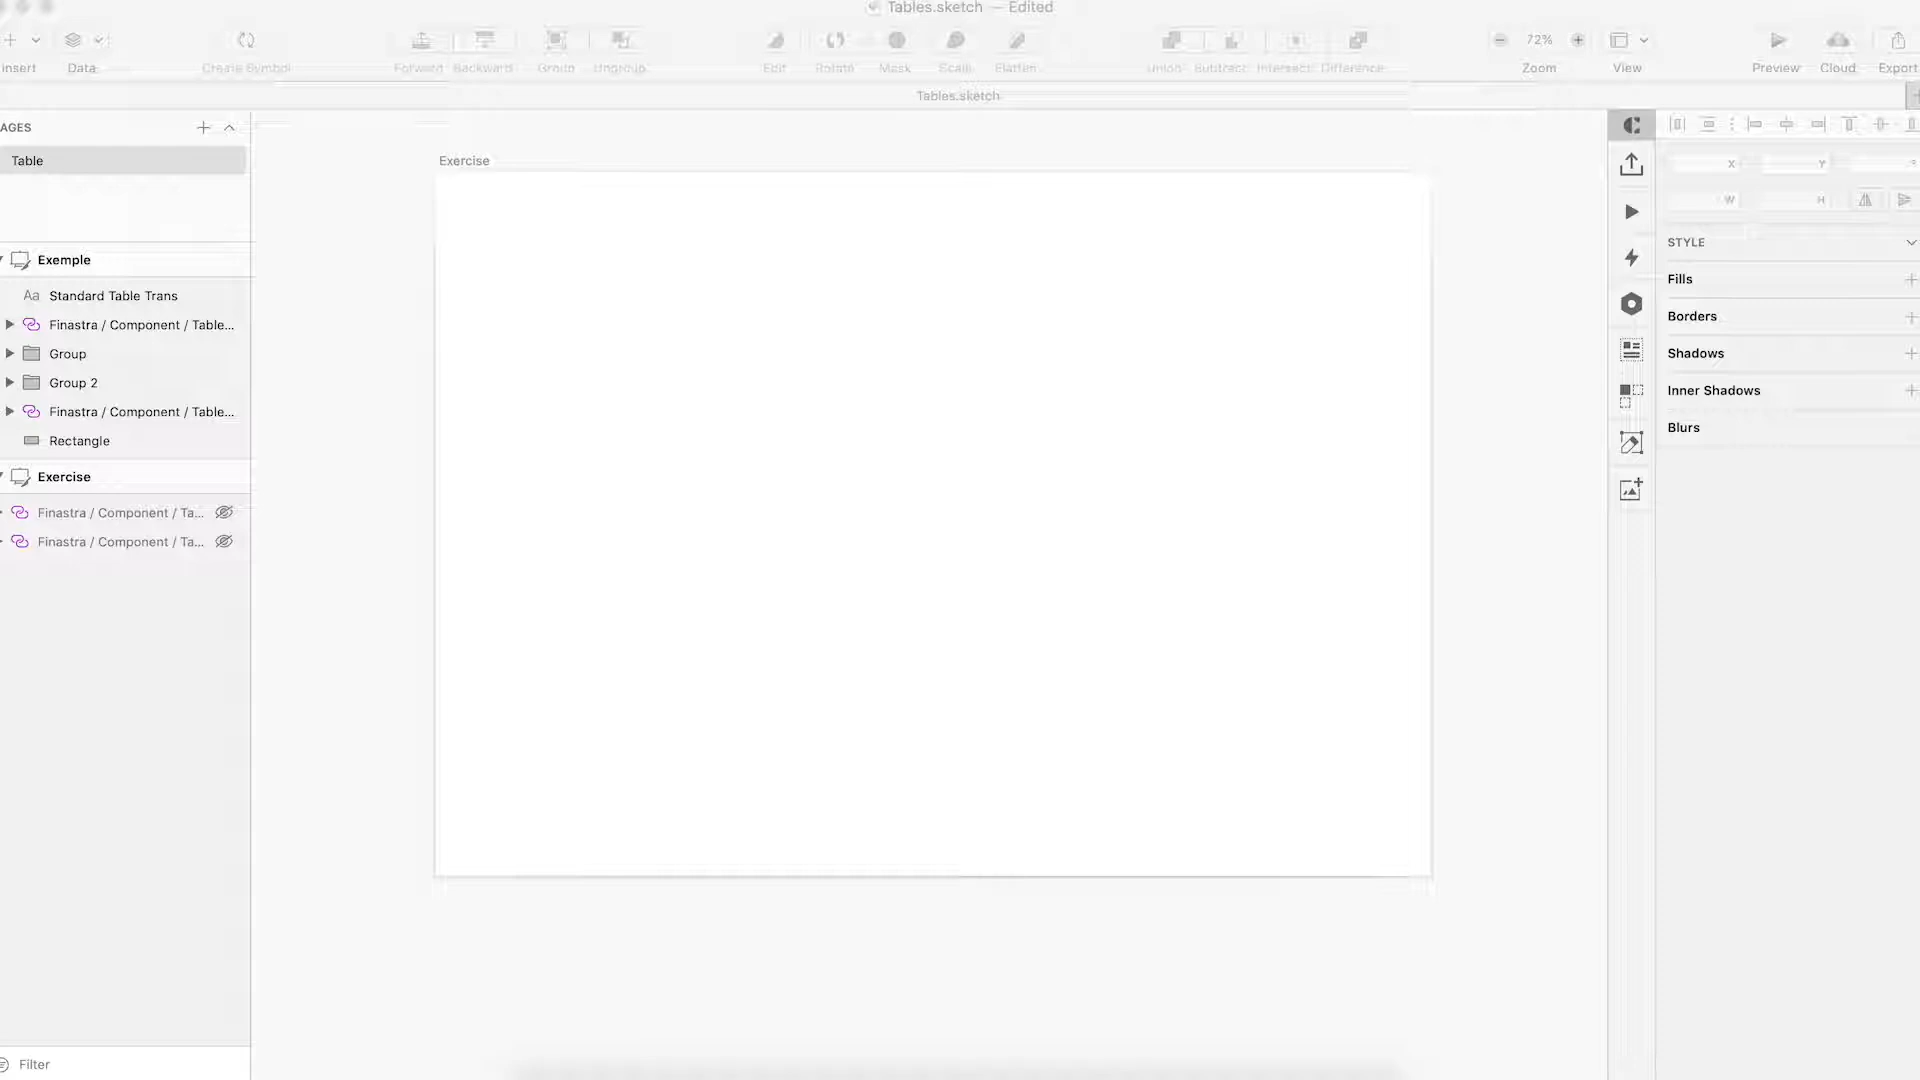 Tables.sketch — Edited
insert
Data
Create Symbol
Forward
Backward
Group
Ungroup
Edit
Rotate
Mask
Scale
Flatten
Union
Subtract
Intersect
Difference
72%
Zoom
View
Preview
Cloud
Export
Tables.sketch
AGES
Table
Exemple
Aa Standard Table Trans
Finastra / Component / Table...
Group
Group 2
Finastra / Component / Table...
Rectangle
Exercise
Finastra / Component / Ta...
Finastra / Component / Ta...
Filter
Exercise
X
Y
W
H
STYLE
Fills
Borders
Shadows
Inner Shadows
Blurs